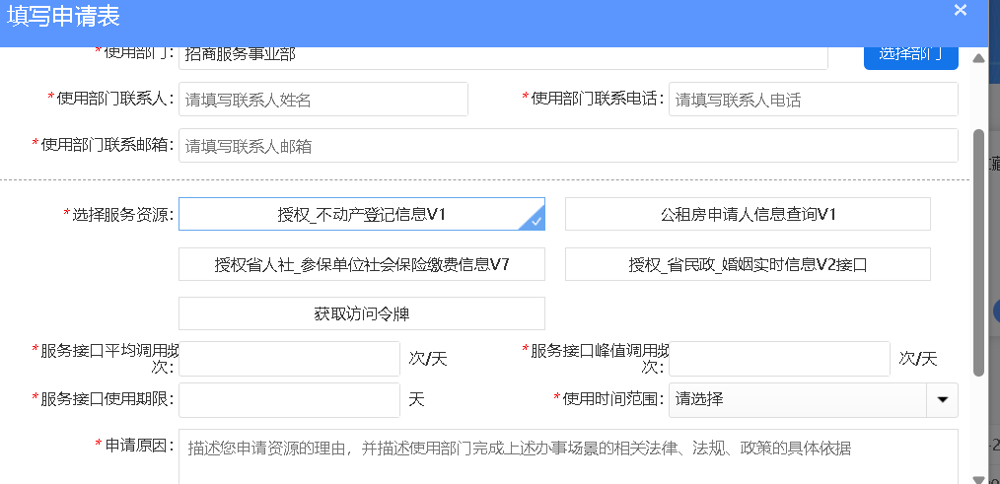 填写申请表
*使用部门： 招商服务事业部 选择部门
*使用部门联系人： 请填写联系人姓名 *使用部门联系电话： 请填写联系人电话
*使用部门联系邮箱： 请填写联系人邮箱
*选择服务资源： 授权_不动产登记信息V1 公租房申请人信息查询V1
授权省人社_参保单位社会保险缴费信息V7 授权_省民政_婚姻实时信息V2接口
获取访问令牌
*服务接口平均调用频次： 次/天 *服务接口峰值调用频次： 次/天
*服务接口使用期限： 天 *使用时间范围： 请选择
*申请原因： 描述您申请资源的理由，并描述使用部门完成上述办事场景的相关法律、法规、政策的具体依据